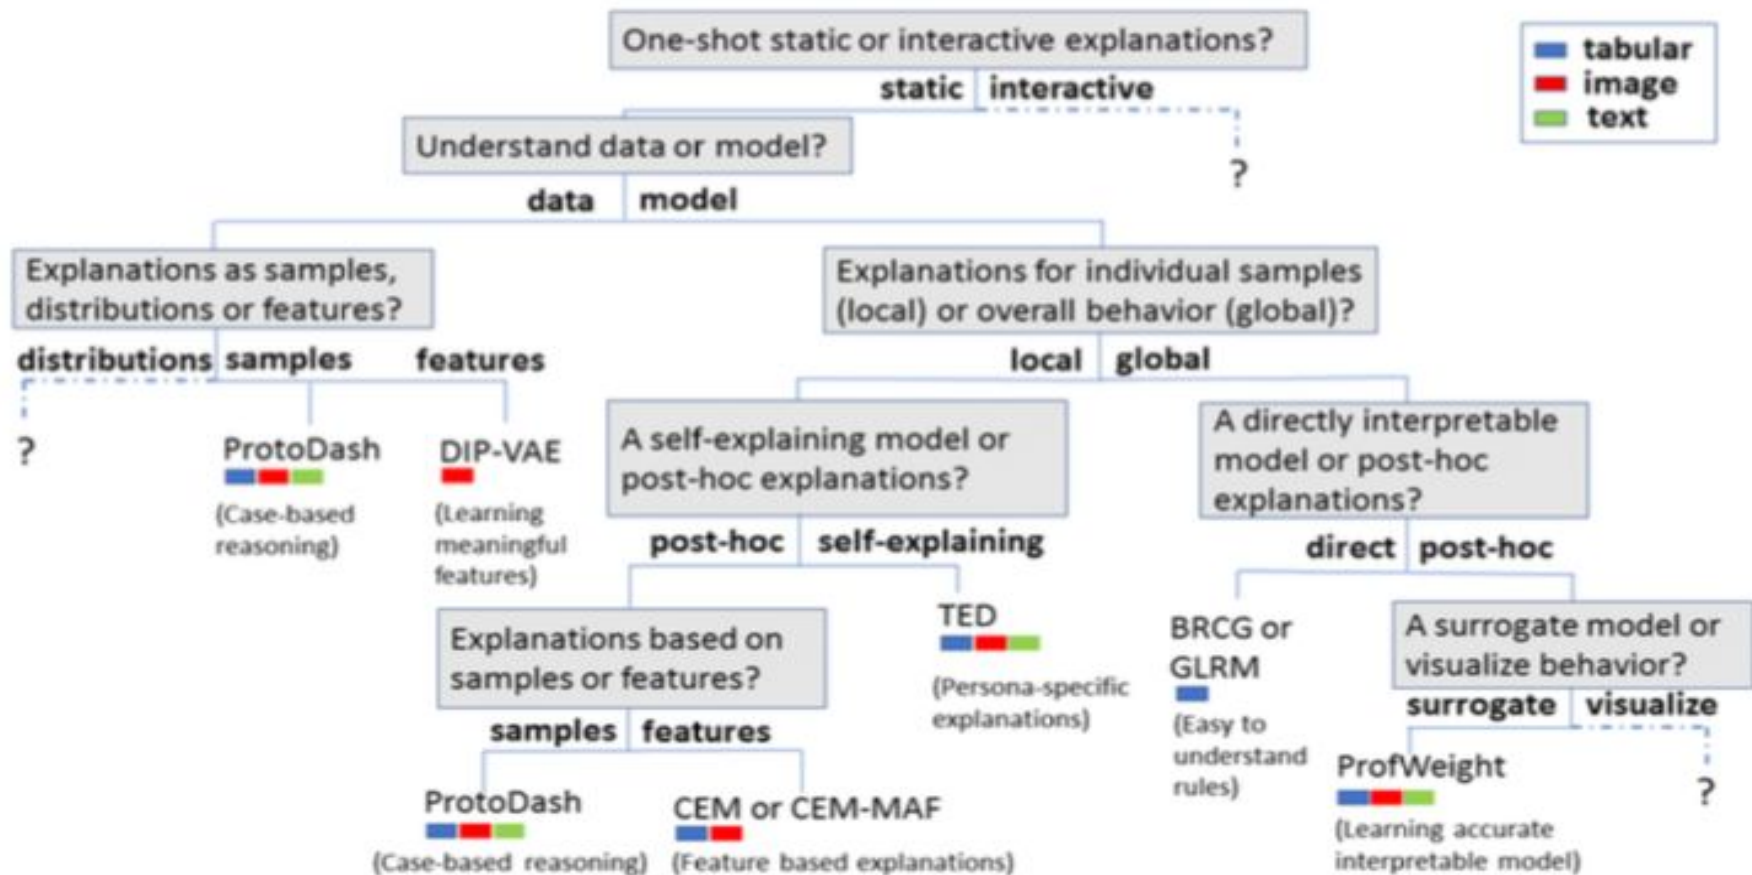 One-shot static or interactive explanations?
tabular
image
text
static interactive
Understand data or model?
?
data model
Explanations as samples,
distributions or features?
Explanations for individual samples
(local) or overall behavior (global)?
distributions samples features
local global
?
ProtoDash
(Case-based
reasoning)
DIP-VAE
(Learning
meaningful
features)
A self-explaining model or
post-hoc explanations?
A directly interpretable
model or post-hoc
explanations?
post-hoc self-explaining
direct post-hoc
Explanations based on
samples or features?
TED
(Persona-specific
explanations)
BRCG or
GLRM
(Easy to
understand
rules)
A surrogate model or
visualize behavior?
samples features
surrogate visualize
ProtoDash
(Case-based reasoning)
CEM or CEM-MAF
(Feature based explanations)
ProfWeight
(Learning accurate
interpretable model)
?